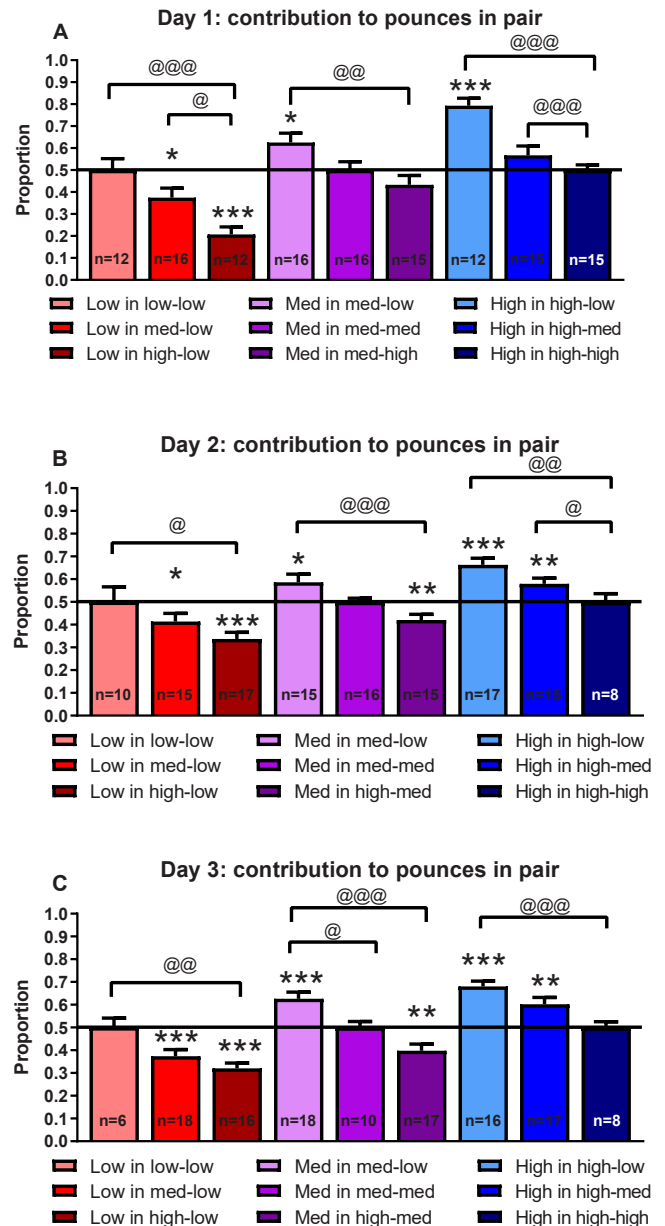 Day 1: contribution to pounces in pair
A
@@@
@@@
@@
@
@@@
***
*
*
***
Proportion
1.0
0.9
0.8
0.7
0.6
0.5
0.4
0.3
0.2
0.1
0.0
n=12 n=16 n=12 n=16 n=16 n=15 n=12 n=15 n=15
Low in low-low Med in med-low High in high-low
Low in med-low Med in med-med High in high-med
Low in high-low Med in med-high High in high-high
Day 2: contribution to pounces in pair
B
@@
@@@
@
@
***
*
**
*
**
***
Proportion
1.0
0.9
0.8
0.7
0.6
0.5
0.4
0.3
0.2
0.1
0.0
n=10 n=15 n=17 n=15 n=16 n=15 n=17 n=15 n=8
Low in low-low Med in med-low High in high-low
Low in med-low Med in med-med High in high-med
Low in high-low Med in high-med High in high-high
Day 3: contribution to pounces in pair
C
@@@
@@@
@
@@
***
***
**
**
***
***
Proportion
1.0
0.9
0.8
0.7
0.6
0.5
0.4
0.3
0.2
0.1
0.0
n=6 n=18 n=16 n=18 n=10 n=17 n=16 n=17 n=8
Low in low-low Med in med-low High in high-low
Low in med-low Med in med-med High in high-med
Low in high-low Med in high-med High in high-high